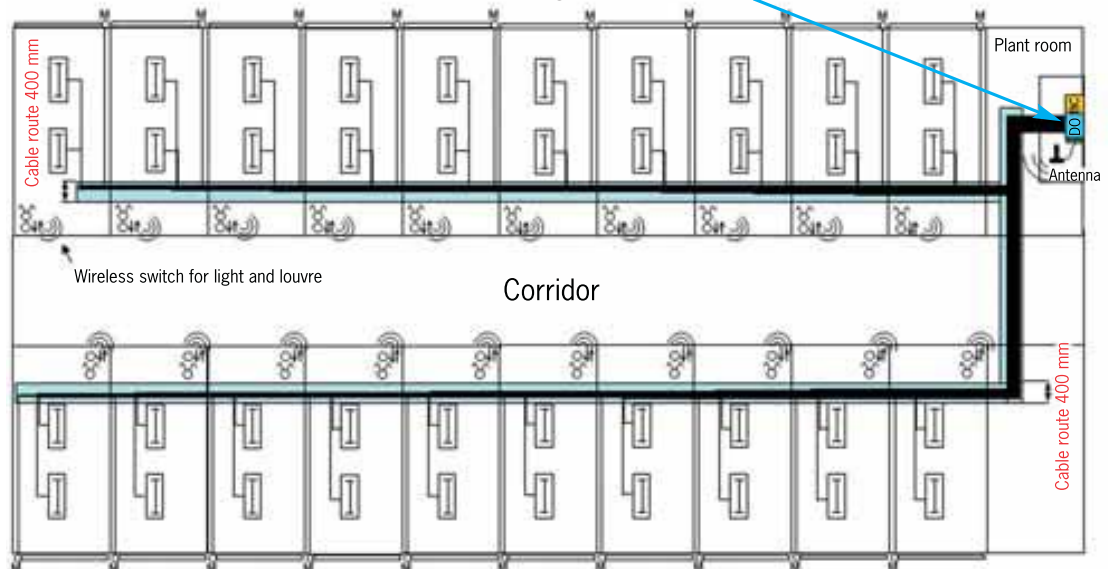 M M M M M M M M M M
Plant room
Cable route 400 mm
DO
Antenna
Wireless switch for light and louvre
Corridor
Cable route 400 mm